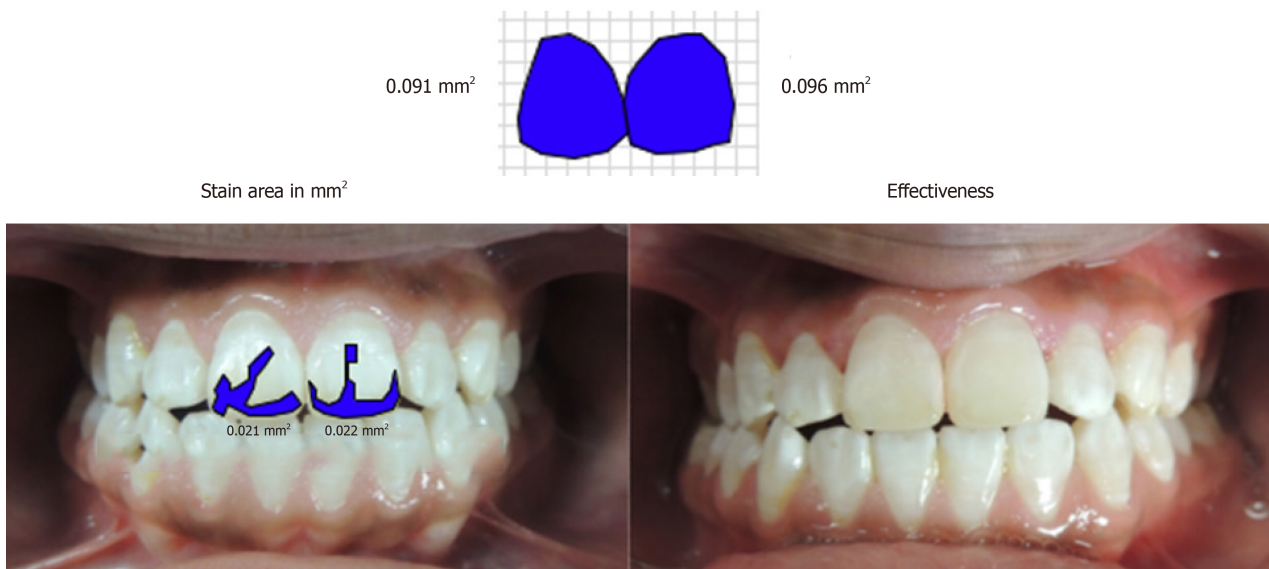 0.091 mm²
0.096 mm²
Stain area in mm²
Effectiveness
0.021 mm²
0.022 mm²